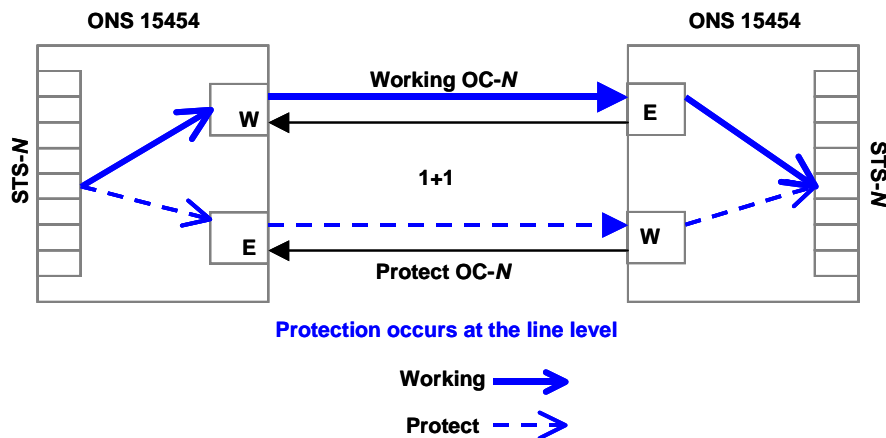 ONS 15454
ONS 15454
Working OC-N
W
E
STS-N
1+1
STS-N
E
W
Protect OC-N
Protection occurs at the line level
Working
Protect